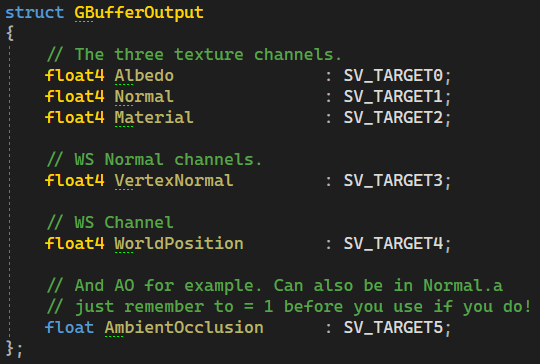 struct GBufferOutput
{
// The three texture channels.
float4 Albedo : SV_TARGET0;
float4 Normal : SV_TARGET1;
float4 Material : SV_TARGET2;
// WS Normal channels.
float4 VertexNormal : SV_TARGET3;
// WS Channel
float4 WorldPosition : SV_TARGET4;
// And AO for example. Can also be in Normal.a
// just remember to = 1 before you use if you do!
float AmbientOcclusion : SV_TARGET5;
};